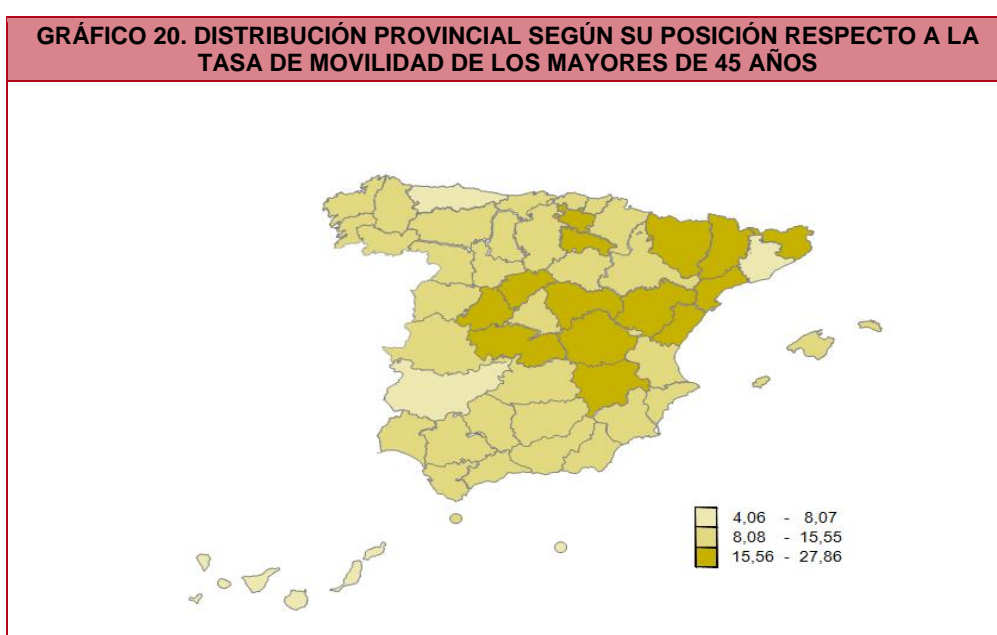 GRÁFICO 20. DISTRIBUCIÓN PROVINCIAL SEGÚN SU POSICIÓN RESPECTO A LA
TASA DE MOVILIDAD DE LOS MAYORES DE 45 AÑOS
4,06 - 8,07
8,08 - 15,55
15,56 - 27,86